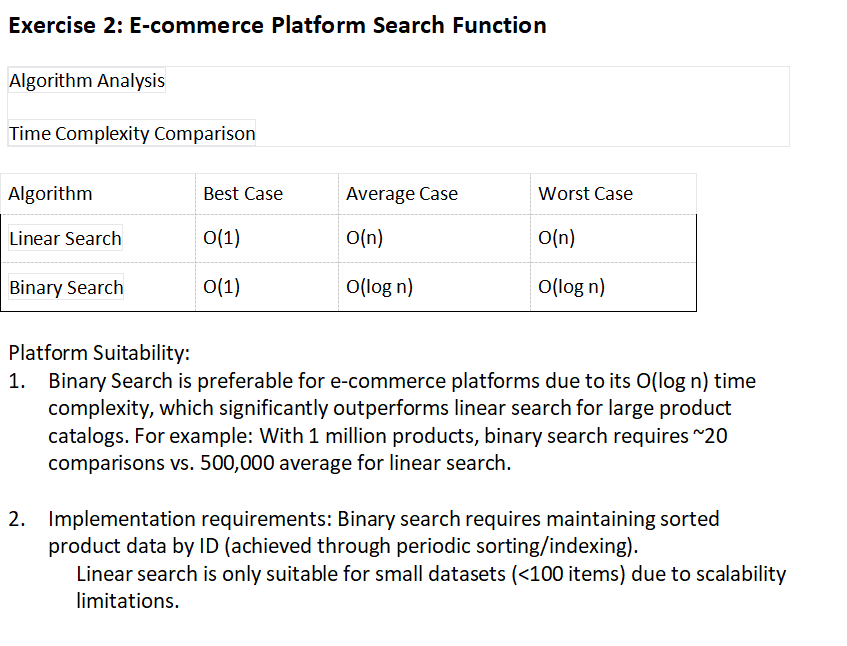 Exercise 2: E-commerce Platform Search Function
Algorithm Analysis
Time Complexity Comparison
Algorithm Best Case Average Case Worst Case
Linear Search O(1) O(n) O(n)
Binary Search O(1) O(log n) O(log n)
Platform Suitability:
1. Binary Search is preferable for e-commerce platforms due to its O(log n) time
complexity, which significantly outperforms linear search for large product
catalogs. For example: With 1 million products, binary search requires ~20
comparisons vs. 500,000 average for linear search.
2. Implementation requirements: Binary search requires maintaining sorted
product data by ID (achieved through periodic sorting/indexing).
Linear search is only suitable for small datasets (<100 items) due to scalability
limitations.